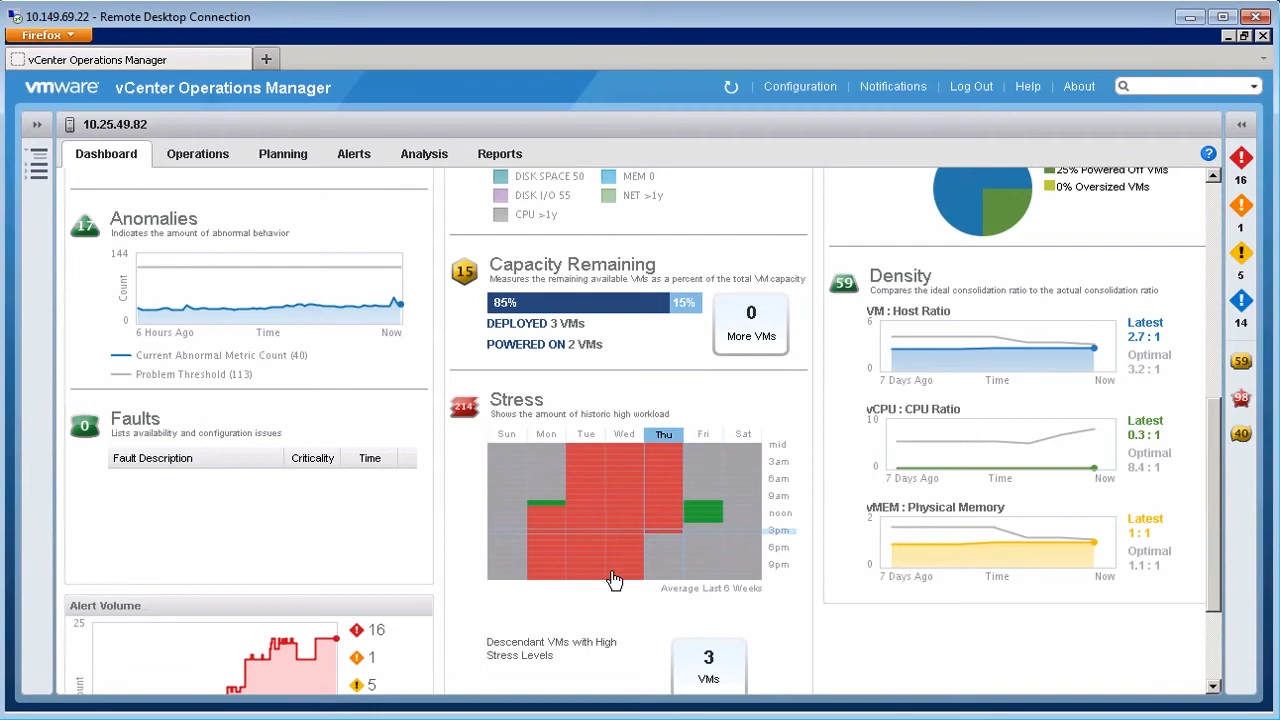 10.149.69.22 - Remote Desktop Connection
Firefox
vCenter Operations Manager
+
vmware vCenter Operations Manager
Configuration Notifications Log Out Help About
10.25.49.82
Dashboard Operations Planning Alerts Analysis Reports
?
Anomalies
17
Indicates the amount of abnormal behavior
144
Count
0
6 Hours Ago Time Now
Current Abnormal Metric Count (40)
Problem Threshold (113)
Faults
0
Lists availability and configuration issues
Fault Description Criticality Time
Alert Volume
25
16
1
5
DISK SPACE 50 MEM 0
DISK I/O 55 NET >1y
CPU >1y
15
Capacity Remaining
Measures the remaining available VMs as a percent of the total VM capacity
85% 15%
DEPLOYED 3 VMs
POWERED ON 2 VMs
0
More VMs
214
Stress
Shows the amount of historic high workload
Sun Mon Tue Wed Thu Fri Sat
mid
3am
6am
9am
noon
3pm
6pm
9pm
Average Last 6 Weeks
Descendant VMs with High
Stress Levels
3
VMs
25% Powered Off VMs
0% Oversized VMs
59
Density
Compares the ideal consolidation ratio to the actual consolidation ratio
VM : Host Ratio
6
0
7 Days Ago Time Now
Latest
2.7 : 1
Optimal
3.2 : 1
vCPU : CPU Ratio
10
0
7 Days Ago Time Now
Latest
0.3 : 1
Optimal
8.4 : 1
vMEM : Physical Memory
2
0
7 Days Ago Time Now
Latest
1 : 1
Optimal
1.1 : 1
16
1
5
14
59
98
40